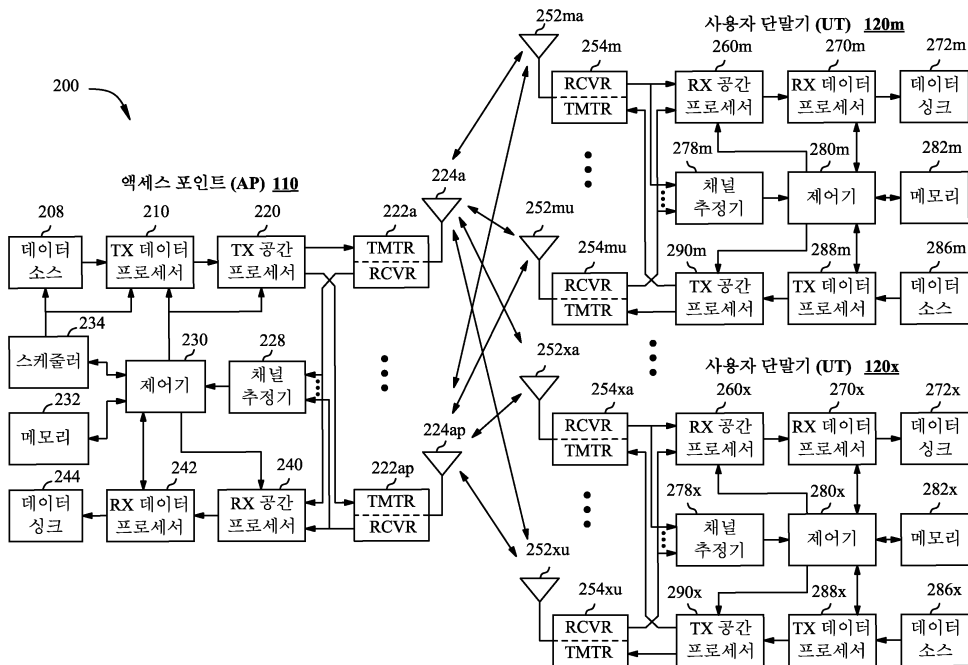 200
액세스 포인트 (AP) 110
208
데이터
소스
210
TX 데이터
프로세서
220
TX 공간
프로세서
222a
TMTR
RCVR
224a
234
스케줄러
230
제어기
228
채널
추정기
232
메모리
244
데이터
싱크
242
RX 데이터
프로세서
240
RX 공간
프로세서
222ap
TMTR
RCVR
224ap
252ma
252mu
252xa
252xu
사용자 단말기 (UT) 120m
254m
RCVR
TMTR
260m
RX 공간
프로세서
270m
RX 데이터
프로세서
272m
데이터
싱크
278m
채널
추정기
280m
제어기
282m
메모리
254mu
RCVR
TMTR
290m
TX 공간
프로세서
288m
TX 데이터
프로세서
286m
데이터
소스
사용자 단말기 (UT) 120x
254xa
RCVR
TMTR
260x
RX 공간
프로세서
270x
RX 데이터
프로세서
272x
데이터
싱크
278x
채널
추정기
280x
제어기
282x
메모리
254xu
RCVR
TMTR
290x
TX 공간
프로세서
288x
TX 데이터
프로세서
286x
데이터
소스